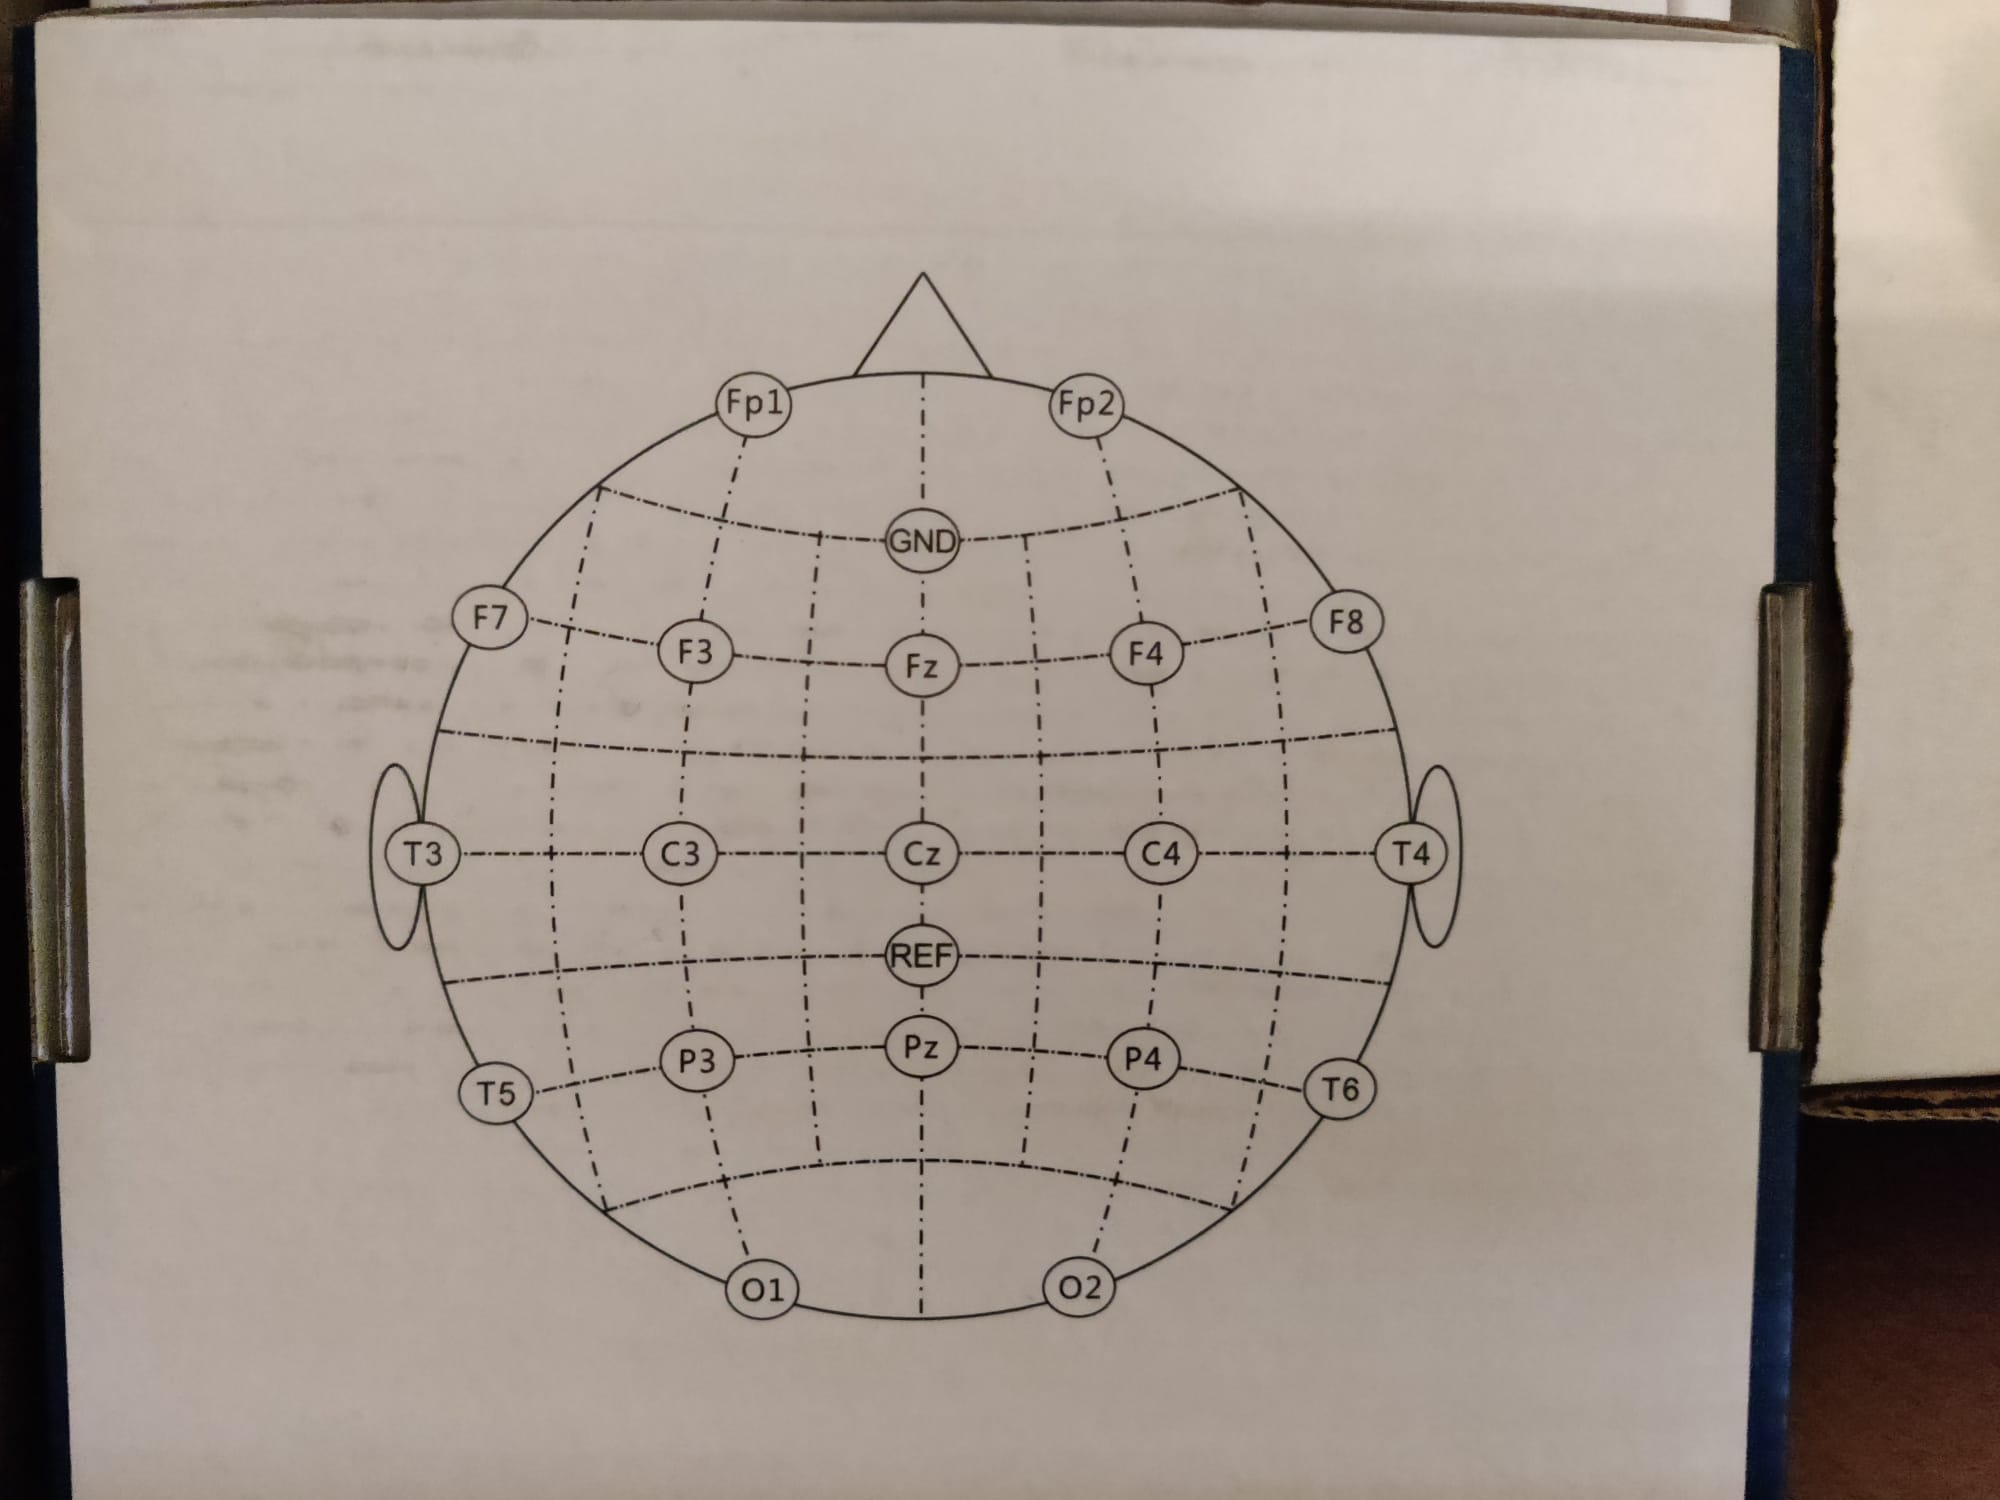 Fp1 Fp2
GND
F7 F3 Fz F4 F8
T3 C3 Cz C4 T4
REF
T5 P3 Pz P4 T6
O1 O2